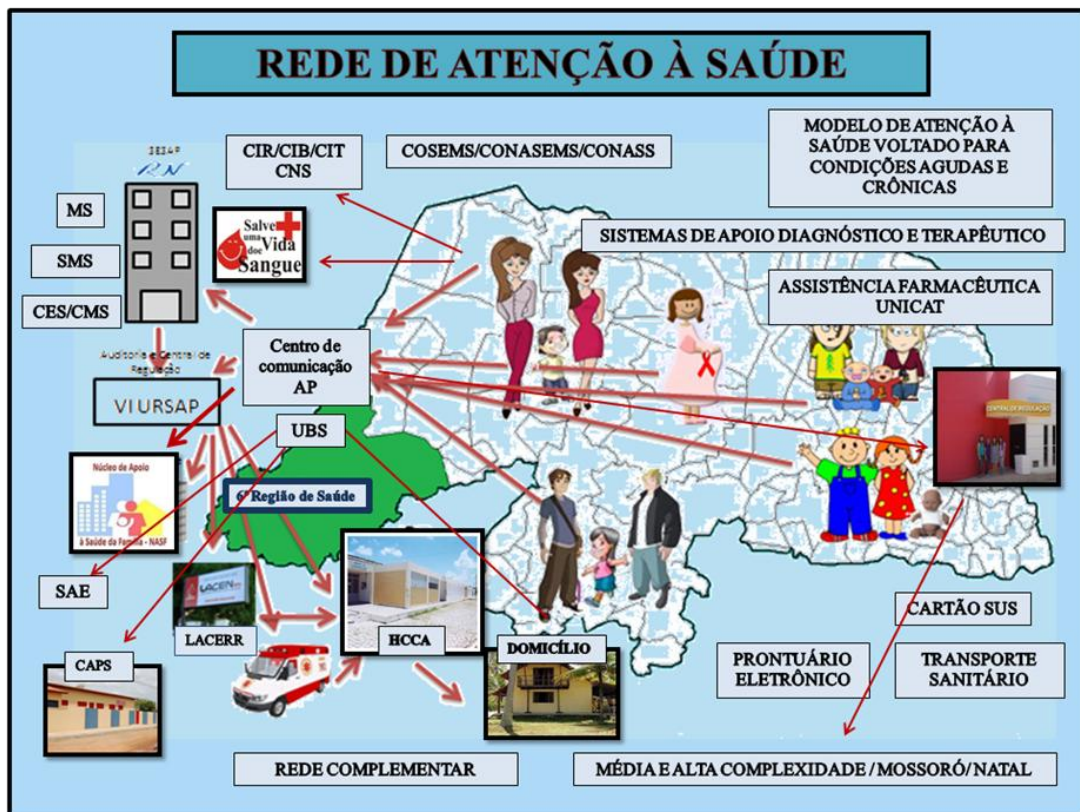 REDE DE ATENÇÃO À SAÚDE
SESAP
RN
CIR/CIB/CIT
CNS
COSEMS/CONASEMS/CONASS
MODELO DE ATENÇÃO À
SAÚDE VOLTADO PARA
CONDIÇÕES AGUDAS E
CRÔNICAS
MS
SMS
CES/CMS
Salve
uma
Vida
doe
Sangue
SISTEMAS DE APOIO DIAGNÓSTICO E TERAPÊUTICO
ASSISTÊNCIA FARMACÊUTICA
UNICAT
Auditoria e Central de
Regulação
VI URSAP
Centro de
comunicação
AP
UBS
CENTRAL DE REGULAÇÃO
Núcleo de Apoio
à Saúde da Família - NASF
6ª Região de Saúde
SAE
LACEN
LACERR
HCCA
DOMICÍLIO
CAPS
CARTÃO SUS
PRONTUÁRIO
ELETRÔNICO
TRANSPORTE
SANITÁRIO
REDE COMPLEMENTAR
MÉDIA E ALTA COMPLEXIDADE / MOSSORÓ/ NATAL